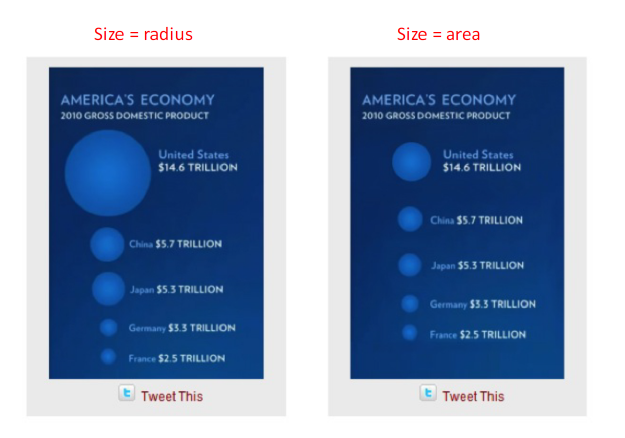 Size = radius
AMERICA'S ECONOMY
2010 GROSS DOMESTIC PRODUCT
United States
$14.6 TRILLION
China $5.7 TRILLION
Japan $5.3 TRILLION
Germany $3.3 TRILLION
France $2.5 TRILLION
Tweet This
Size = area
AMERICA'S ECONOMY
2010 GROSS DOMESTIC PRODUCT
United States
$14.6 TRILLION
China $5.7 TRILLION
Japan $5.3 TRILLION
Germany $3.3 TRILLION
France $2.5 TRILLION
Tweet This